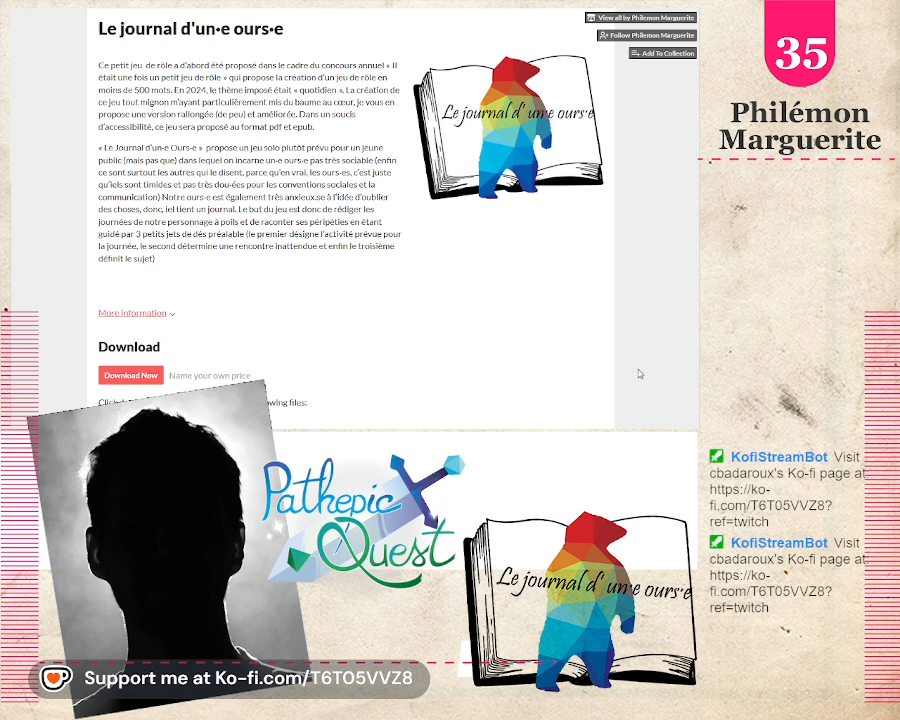 Le journal d'un·e ours·e
View all by Philemon Marguerite
Follow Philemon Marguerite
Add To Collection
Ce petit jeu de rôle a d'abord été proposé dans le cadre du concours annuel « Il
était une fois un petit jeu de rôle » qui propose la création d'un jeu de rôle en
moins de 500 mots. En 2024, le thème imposé était « quotidien ». La création de
ce jeu tout mignon m'ayant particulièrement mis du baume au cœur, je vous en
propose une version rallongée (de peu) et améliorée. Dans un soucis
d'accessibilité, ce jeu sera proposé au format pdf et epub.
« Le Journal d'un·e Ours·e » propose un jeu solo plutôt prévu pour un jeune
public (mais pas que) dans lequel on incarne un·e ours·e pas très sociable (enfin
ce sont surtout les autres qui le disent, parce qu'en vrai, les ours·es, c'est juste
qu'iels sont timides et pas très dou·ées pour les conventions sociales et la
communication) Notre ours·e est également très anxieux.se à l'idée d'oublier
des choses, donc, iel tient un journal. Le but du jeu est donc de rédiger les
journées de notre personnage à poils et de raconter ses péripéties en étant
guidé par 3 petits jets de dés préalable (le premier désigne l'activité prévue pour
la journée, le second détermine une rencontre inattendue et enfin le troisième
définit le sujet)
Le journal d'un·e ours·e
More information
Download
Download Now Name your own price
Click wing files:
35
Philémon
Marguerite
Pathepic
Quest
Le journal d'un·e ours·e
KofiStreamBot Visit
cbadaroux's Ko-fi page at
https://ko-
fi.com/T6T05VVZ8?
ref=twitch
KofiStreamBot Visit
cbadaroux's Ko-fi page at
https://ko-
fi.com/T6T05VVZ8?
ref=twitch
Support me at Ko-fi.com/T6T05VVZ8